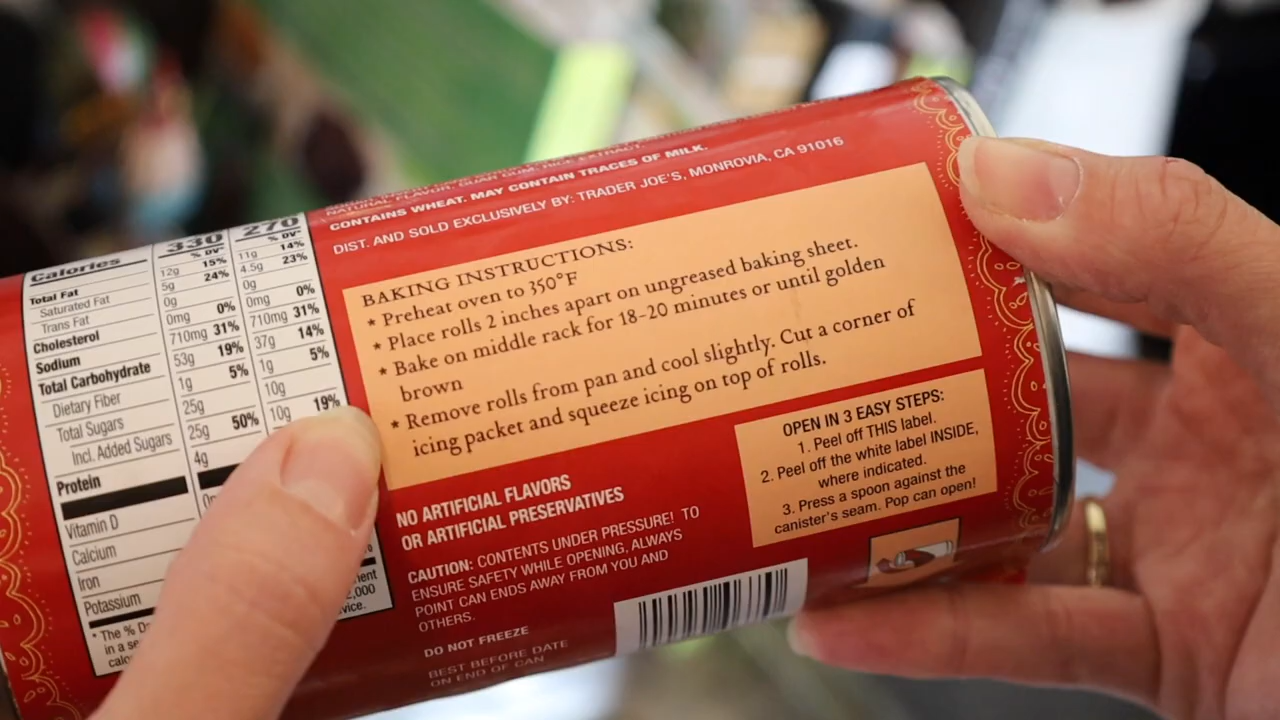 Calories 330 270
% DV* % DV*
Total Fat 12g 15% 11g 14%
Saturated Fat 5g 24% 4.5g 23%
Trans Fat 0g 0g
Cholesterol 0mg 0% 0mg 0%
Sodium 710mg 31% 710mg 31%
Total Carbohydrate 53g 19% 37g 14%
Dietary Fiber 1g 5% 1g 5%
Total Sugars 25g 10g
Incl. Added Sugars 25g 50% 10g 19%
Protein 4g
Vitamin D
Calcium
Iron
Potassium
* The %
in a
NATURAL FLAVOR, GUAR GUM, RICE EXTRACT.
CONTAINS WHEAT. MAY CONTAIN TRACES OF MILK.
DIST. AND SOLD EXCLUSIVELY BY: TRADER JOE'S, MONROVIA, CA 91016
BAKING INSTRUCTIONS:
* Preheat oven to 350°F
* Place rolls 2 inches apart on ungreased baking sheet.
* Bake on middle rack for 18-20 minutes or until golden
brown
* Remove rolls from pan and cool slightly. Cut a corner of
icing packet and squeeze icing on top of rolls.
OPEN IN 3 EASY STEPS:
1. Peel off THIS label.
2. Peel off the white label INSIDE,
where indicated.
3. Press a spoon against the
canister's seam. Pop can open!
NO ARTIFICIAL FLAVORS
OR ARTIFICIAL PRESERVATIVES
CAUTION: CONTENTS UNDER PRESSURE! TO
ENSURE SAFETY WHILE OPENING, ALWAYS
POINT CAN ENDS AWAY FROM YOU AND
OTHERS.
DO NOT FREEZE
BEST BEFORE DATE
ON END OF CAN